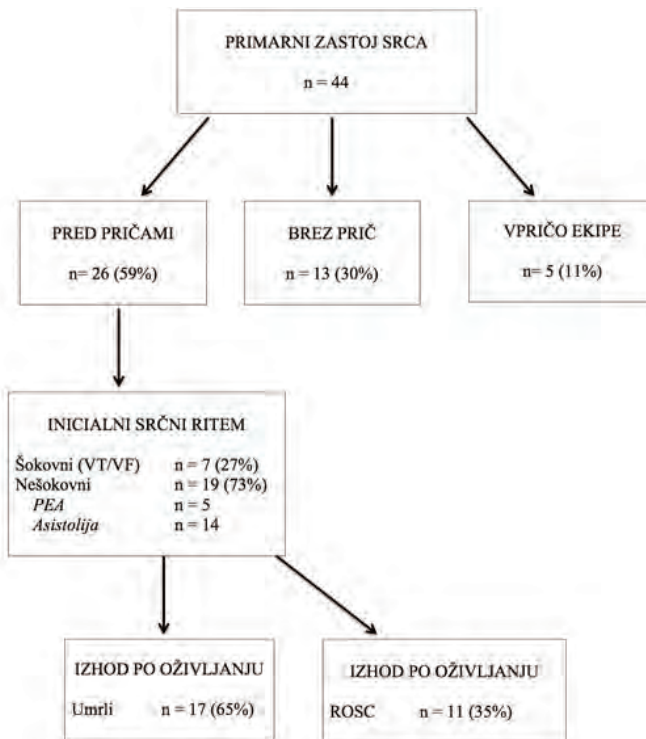 PRIMARNI ZASTOJ SRCA
n = 44
PRED PRIČAMI
n= 26 (59%)
BREZ PRIČ
n = 13 (30%)
VPRIČO EKIPE
n= 5 (11%)
INICIALNI SRČNI RITEM
Šokovni (VT/VF) n = 7 (27%)
Nešokovni n = 19 (73%)
PEA n = 5
Asistolija n = 14
IZHOD PO OŽIVLJANJU
Umrli n = 17 (65%)
IZHOD PO OŽIVLJANJU
ROSC n = 11 (35%)